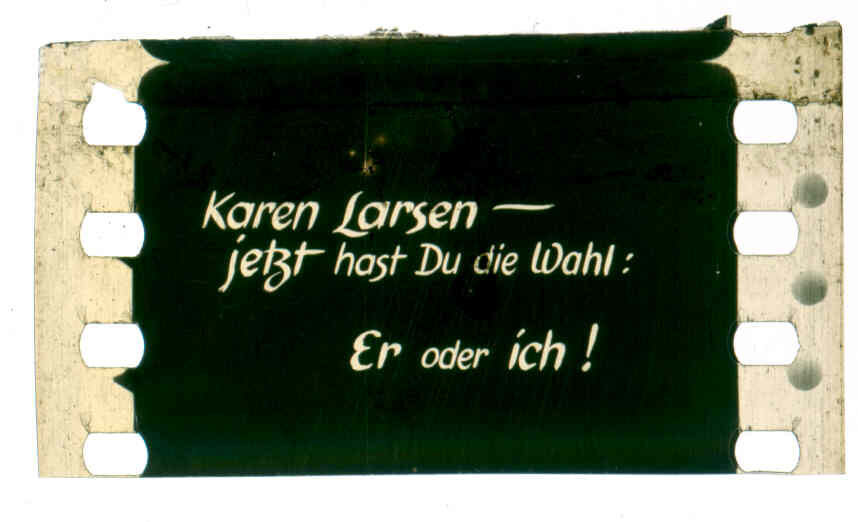 Karen Larsen —
jetzt hast Du die Wahl:
Er oder ich!